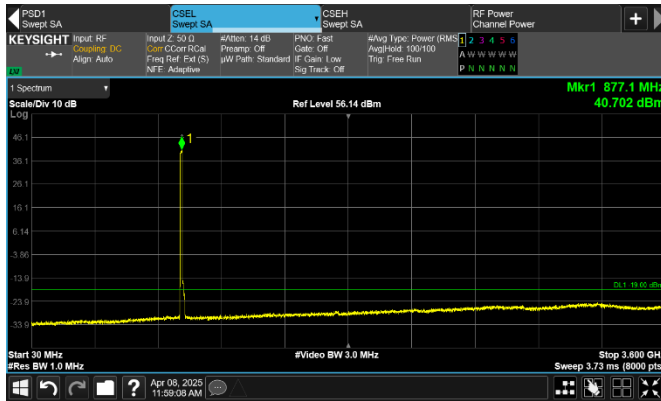 PSD1
Swept SA
CSEL
Swept SA
CSEH
Swept SA
RF Power
Channel Power
+
KEYSIGHT
Input: RF
Coupling: DC
Align: Auto
Input Z: 50 Ω
Corr CCorr RCal
Freq Ref: Ext (S)
NFE: Adaptive
#Atten: 14 dB
Preamp: Off
µW Path: Standard
PNO: Fast
Gate: Off
IF Gain: Low
Sig Track: Off
#Avg Type: Power (RMS
Avg|Hold: 100/100
Trig: Free Run
1 2 3 4 5 6
A W W W W W
P N N N N N
1 Spectrum
Scale/Div 10 dB
Ref Level 56.14 dBm
Mkr1 877.1 MHz
40.702 dBm
Log
1
46.1
36.1
26.1
16.1
6.14
-3.86
-13.9
-23.9
-33.9
Start 30 MHz
#Res BW 1.0 MHz
#Video BW 3.0 MHz
Stop 3.600 GH
Sweep 3.73 ms (8000 pts
?
Apr 08, 2025
11:59:08 AM